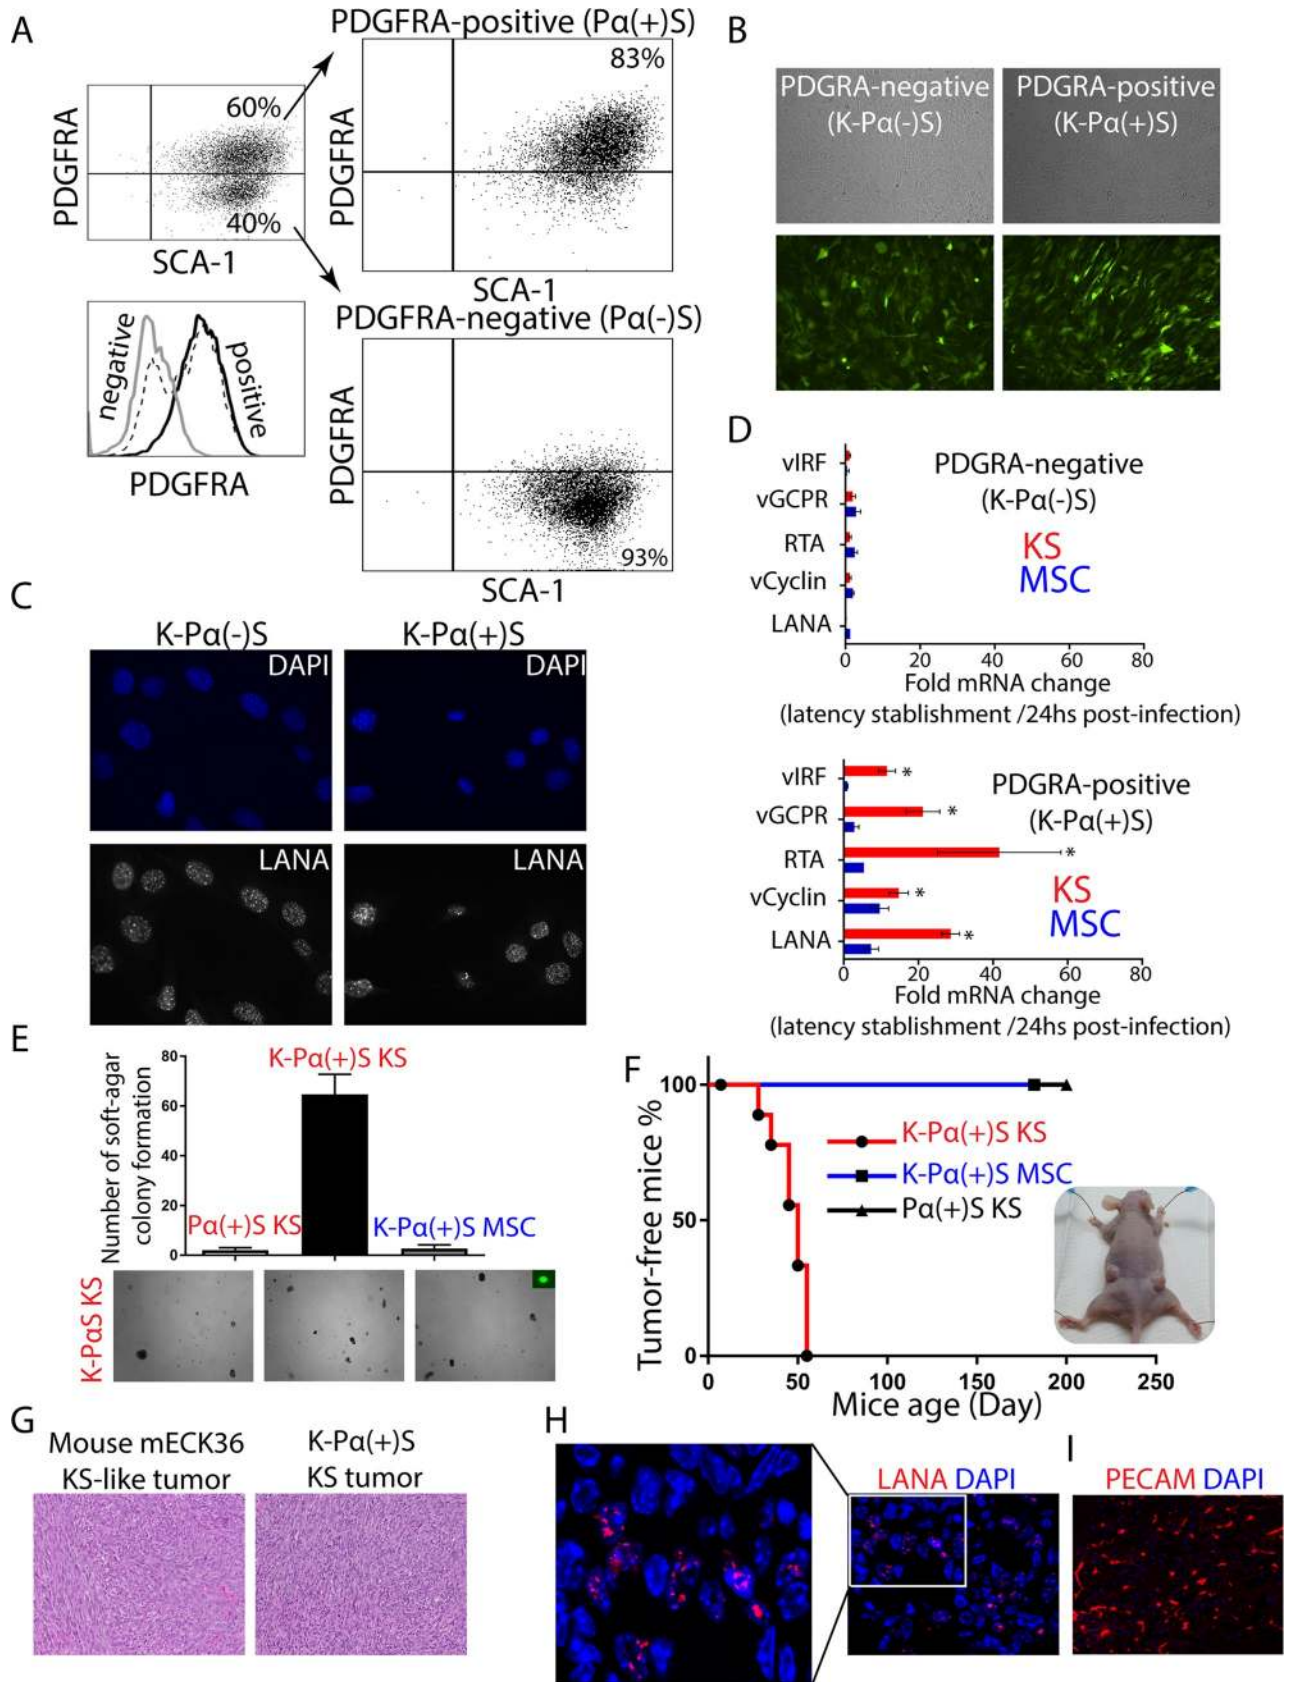 A
PDGFRA-positive (Pα(+)S)
83%
60%
40%
PDGFRA
SCA-1
PDGFRA
SCA-1
PDGFRA-negative (Pα(-)S)
negative
positive
PDGFRA
PDGFRA
93%
SCA-1
B
PDGRA-negative
(K-Pα(-)S)
PDGRA-positive
(K-Pα(+)S)
C
K-Pα(-)S
K-Pα(+)S
DAPI
DAPI
LANA
LANA
D
vIRF
vGCPR
RTA
vCyclin
LANA
PDGRA-negative
(K-Pα(-)S)
KS
MSC
0 20 40 60 80
Fold mRNA change
(latency stablishment /24hs post-infection)
vIRF
vGCPR
RTA
vCyclin
LANA
* * * * *
PDGRA-positive
(K-Pα(+)S)
KS
MSC
0 20 40 60 80
Fold mRNA change
(latency stablishment /24hs post-infection)
E
Number of soft-agar
colony formation
80
60
40
20
0
K-Pα(+)S KS
Pα(+)S KS
K-Pα(+)S MSC
K-PαS KS
F
Tumor-free mice %
100
50
0
K-Pα(+)S KS
K-Pα(+)S MSC
Pα(+)S KS
0 50 100 150 200 250
Mice age (Day)
G
Mouse mECK36
KS-like tumor
K-Pα(+)S
KS tumor
H
LANA DAPI
I
PECAM DAPI